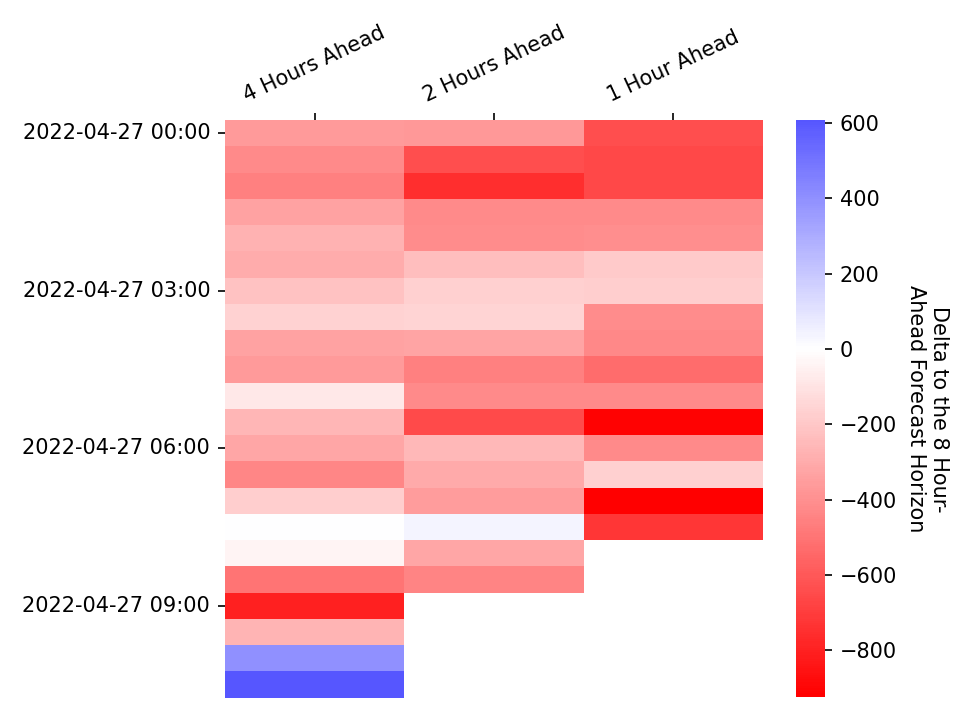 4 Hours Ahead
2 Hours Ahead
1 Hour Ahead
2022-04-27 00:00
2022-04-27 03:00
2022-04-27 06:00
2022-04-27 09:00
600
400
200
0
−200
−400
−600
−800
Delta to the 8 Hour-
Ahead Forecast Horizon